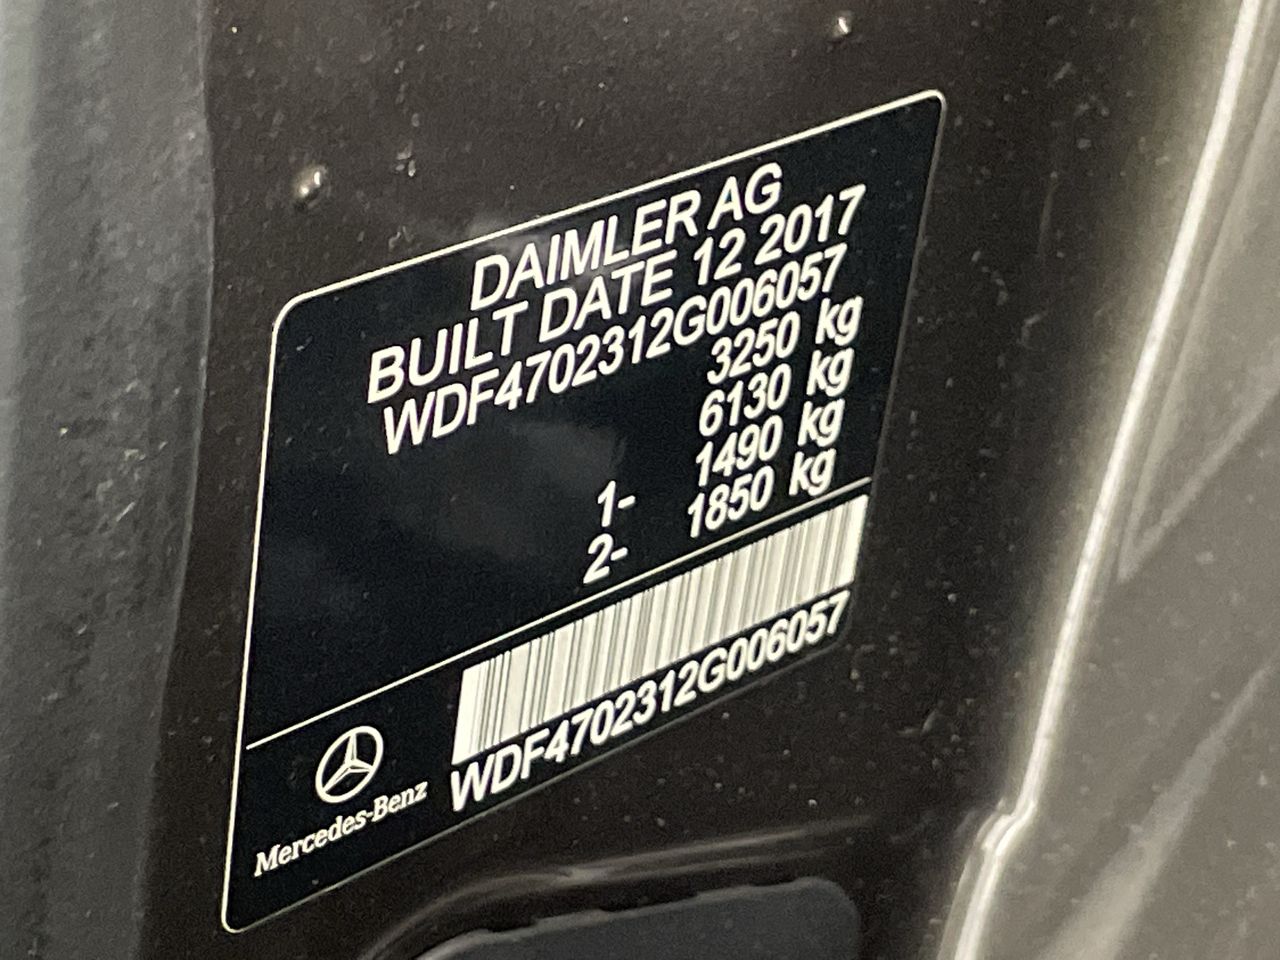 DAIMLER AG
BUILT DATE 12 2017
WDF4702312G006057
3250 kg
6130 kg
1- 1490 kg
2- 1850 kg
WDF4702312G006057
Mercedes-Benz